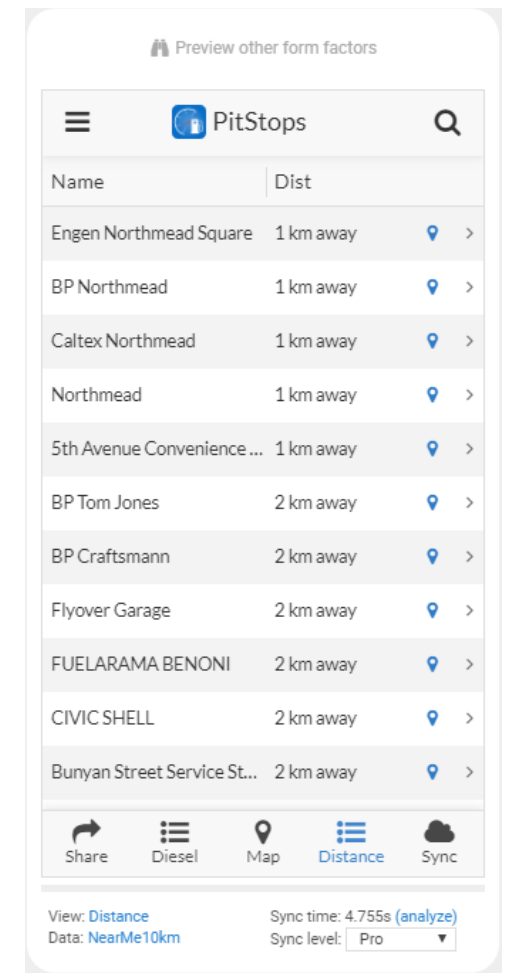 Preview other form factors
PitStops
Name Dist
Engen Northmead Square 1 km away
BP Northmead 1 km away
Caltex Northmead 1 km away
Northmead 1 km away
5th Avenue Convenience ... 1 km away
BP Tom Jones 2 km away
BP Craftsmann 2 km away
Flyover Garage 2 km away
FUELARAMA BENONI 2 km away
CIVIC SHELL 2 km away
Bunyan Street Service St... 2 km away
Share Diesel Map Distance Sync
View: Distance Sync time: 4.755s (analyze)
Data: NearMe10km Sync level: Pro